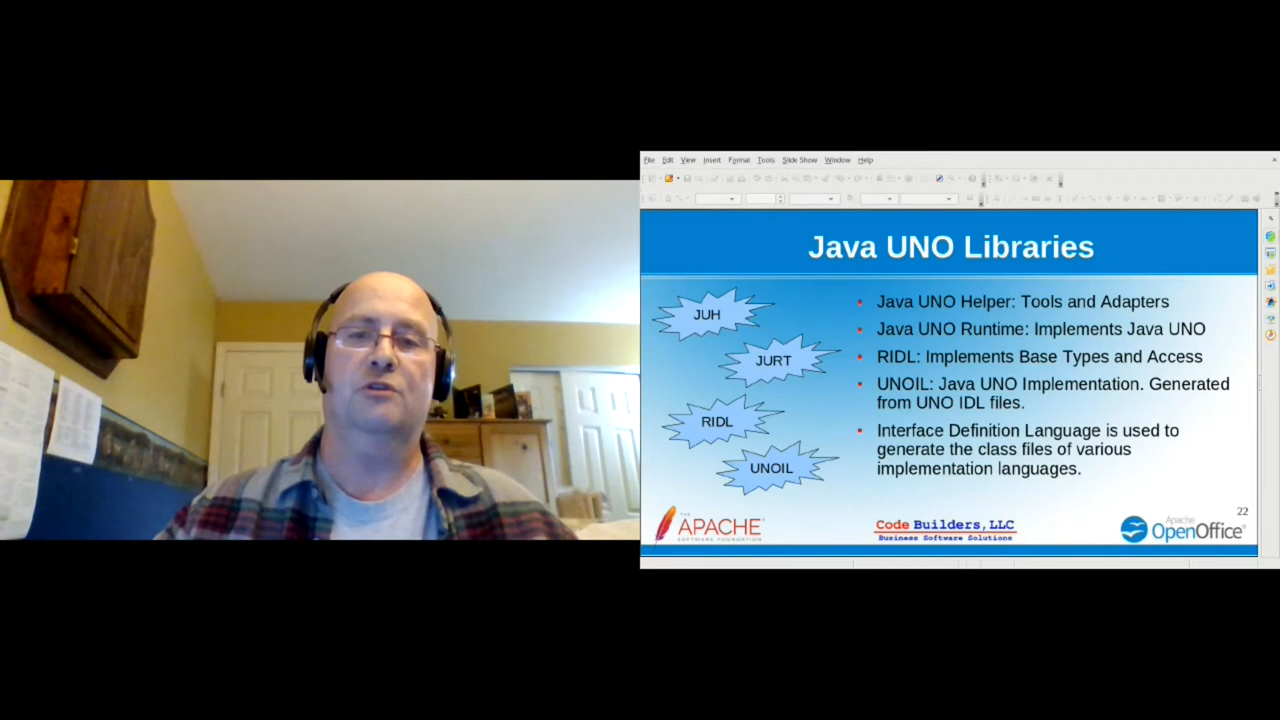 File Edit View Insert Format Tools Slide Show Window Help
Java UNO Libraries
JUH
JURT
RIDL
UNOIL
• Java UNO Helper: Tools and Adapters
• Java UNO Runtime: Implements Java UNO
• RIDL: Implements Base Types and Access
• UNOIL: Java UNO Implementation. Generated
from UNO IDL files.
• Interface Definition Language is used to
generate the class files of various
implementation languages.
22
THE
APACHE
SOFTWARE FOUNDATION
Code Builders, LLC
Business Software Solutions
Apache
OpenOffice